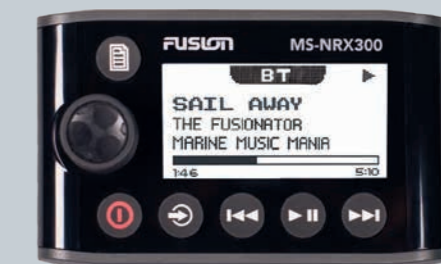 FUSION MS-NRX300
BT
SAIL AWAY
THE FUSIONATOR
MARINE MUSIC MANIA
1:46 5:10